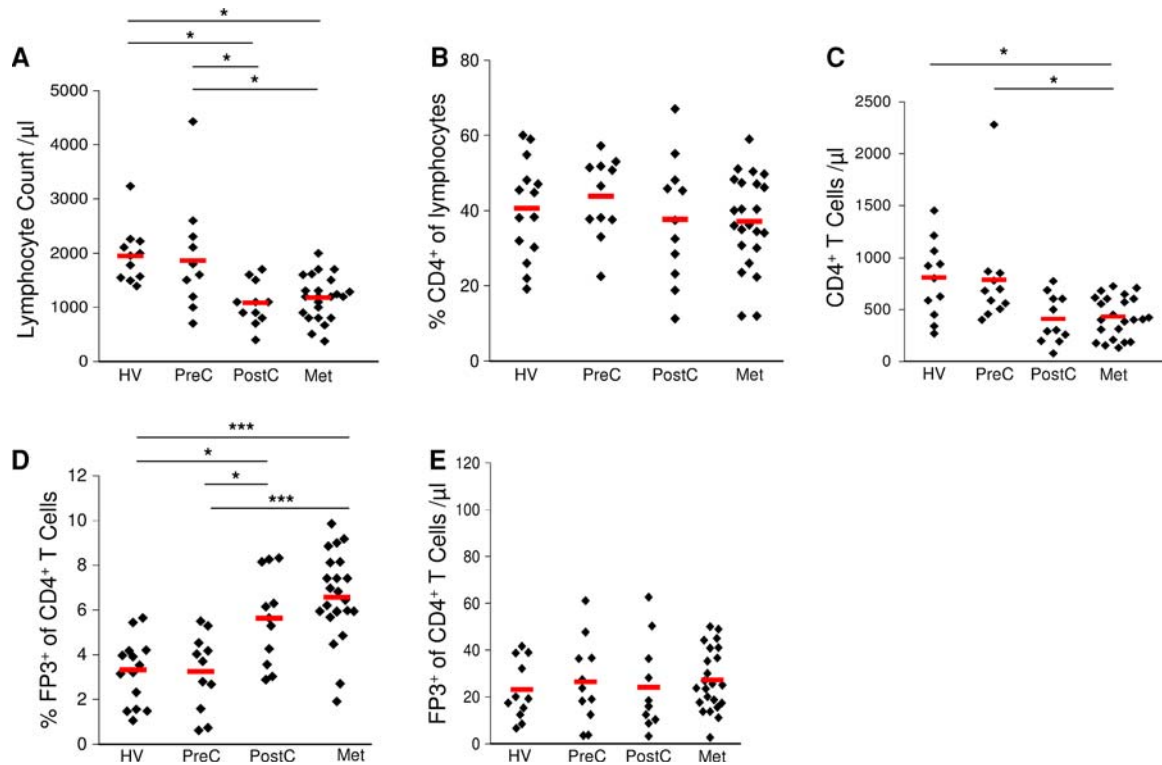 *
*
*
*
A
Lymphocyte Count /µl
5000
4000
3000
2000
1000
0
HV PreC PostC Met
B
% CD4⁺ of lymphocytes
80
60
40
20
0
HV PreC PostC Met
*
*
C
CD4⁺ T Cells /µl
2500
2000
1500
1000
500
0
HV PreC PostC Met
***
*
*
***
D
% FP3⁺ of CD4⁺ T Cells
12
10
8
6
4
2
0
HV PreC PostC Met
E
FP3⁺ of CD4⁺ T Cells /µl
120
100
80
60
40
20
0
HV PreC PostC Met